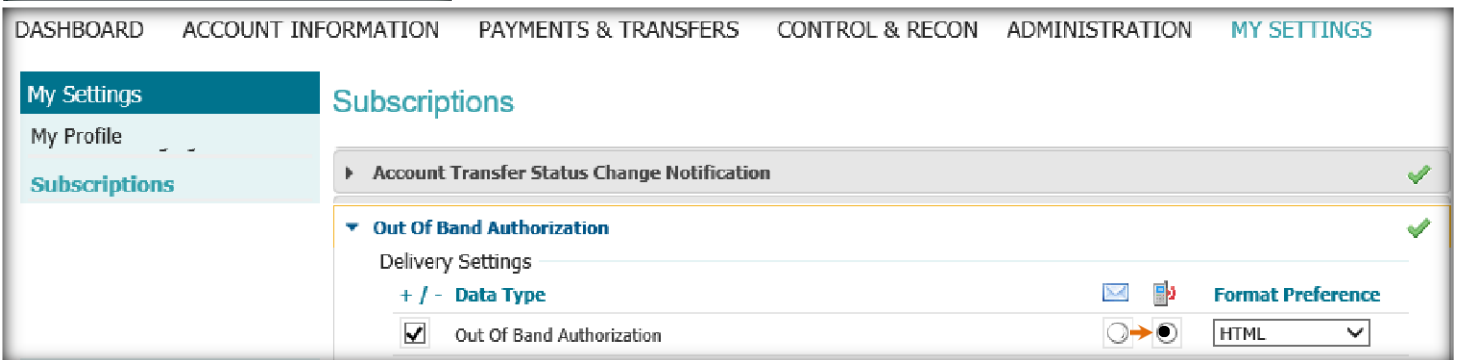 DASHBOARD ACCOUNT INFORMATION PAYMENTS & TRANSFERS CONTROL & RECON ADMINISTRATION MY SETTINGS
My Settings
My Profile
Subscriptions
Subscriptions
Account Transfer Status Change Notification
Out Of Band Authorization
Delivery Settings
+ / - Data Type Format Preference
Out Of Band Authorization HTML